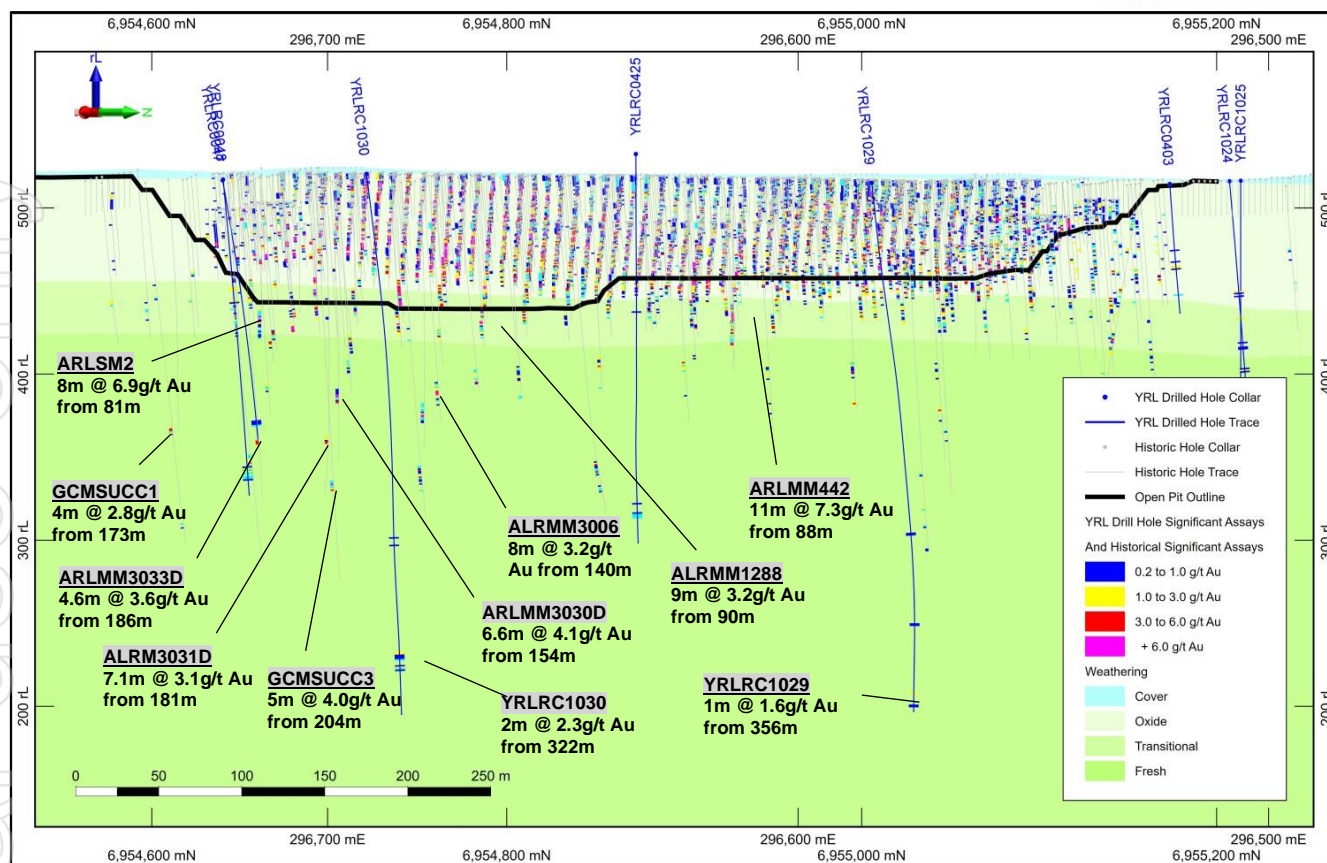 6,954,600 mN
6,954,800 mN
6,955,000 mN
6,955,200 mN
296,700 mE
296,600 mE
296,500 mE
rL
N
YRLRC0048
YRLRC1030
YRLRC0425
YRLRC1029
YRLRC0403
YRLRC1024
YRLRC1025
500 rL
400 rL
300 rL
200 rL
500 rL
400 rL
200 rL
ARLSM2
8m @ 6.9g/t Au
from 81m
GCMSUCC1
4m @ 2.8g/t Au
from 173m
ARLMM3033D
4.6m @ 3.6g/t Au
from 186m
ALRM3031D
7.1m @ 3.1g/t Au
from 181m
GCMSUCC3
5m @ 4.0g/t Au
from 204m
ALRMM3006
8m @ 3.2g/t
Au from 140m
ARLMM3030D
6.6m @ 4.1g/t Au
from 154m
YRLRC1030
2m @ 2.3g/t Au
from 322m
ALRMM1288
9m @ 3.2g/t Au
from 90m
ARLMM442
11m @ 7.3g/t Au
from 88m
YRLRC1029
1m @ 1.6g/t Au
from 356m
YRL Drilled Hole Collar
YRL Drilled Hole Trace
Historic Hole Collar
Historic Hole Trace
Open Pit Outline
YRL Drill Hole Significant Assays
And Historical Significant Assays
0.2 to 1.0 g/t Au
1.0 to 3.0 g/t Au
3.0 to 6.0 g/t Au
+ 6.0 g/t Au
Weathering
Cover
Oxide
Transitional
Fresh
0 50 100 150 200 250 m
296,700 mE
296,600 mE
296,500 mE
6,954,600 mN
6,954,800 mN
6,955,000 mN
6,955,200 mN